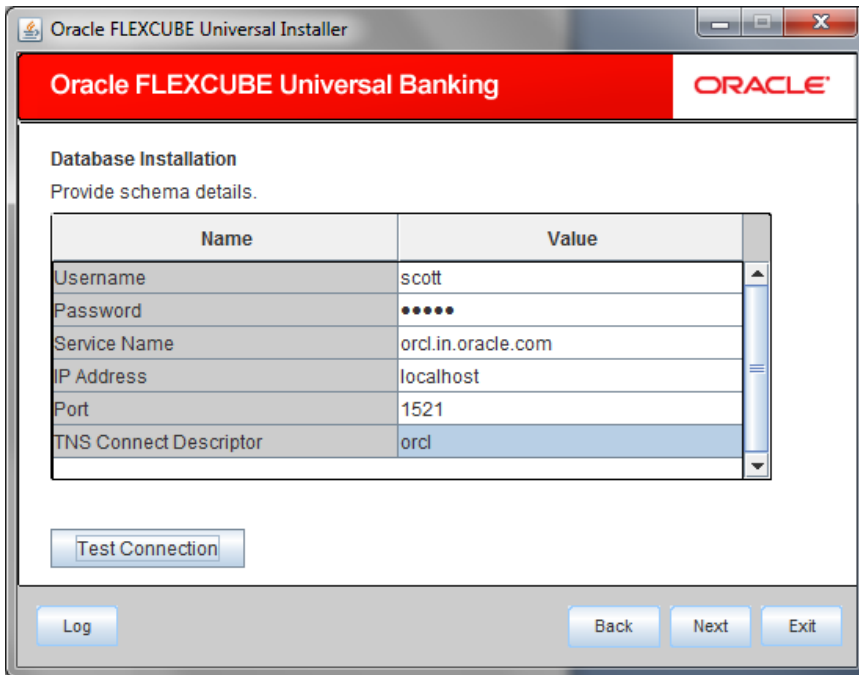 Oracle FLEXCUBE Universal Installer
Oracle FLEXCUBE Universal Banking
ORACLE
Database Installation
Provide schema details.
Name Value
Username scott
Password •••••
Service Name orcl.in.oracle.com
IP Address localhost
Port 1521
TNS Connect Descriptor orcl
Test Connection
Log Back Next Exit